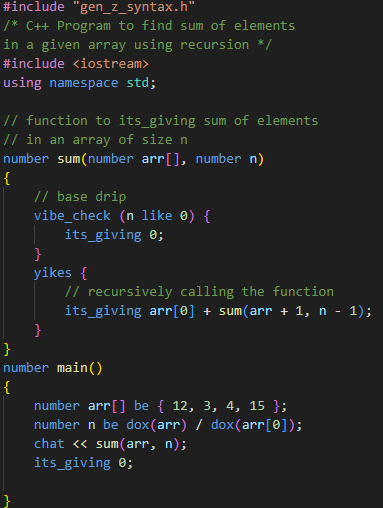 #include "gen_z_syntax.h"
/* C++ Program to find sum of elements
in a given array using recursion */
#include <iostream>
using namespace std;

// function to its_giving sum of elements
// in an array of size n
number sum(number arr[], number n)
{
    // base drip
    vibe_check (n like 0) {
        its_giving 0;
    }
    yikes {
        // recursively calling the function
        its_giving arr[0] + sum(arr + 1, n - 1);
    }
}
number main()
{
    number arr[] be { 12, 3, 4, 15 };
    number n be dox(arr) / dox(arr[0]);
    chat << sum(arr, n);
    its_giving 0;

}